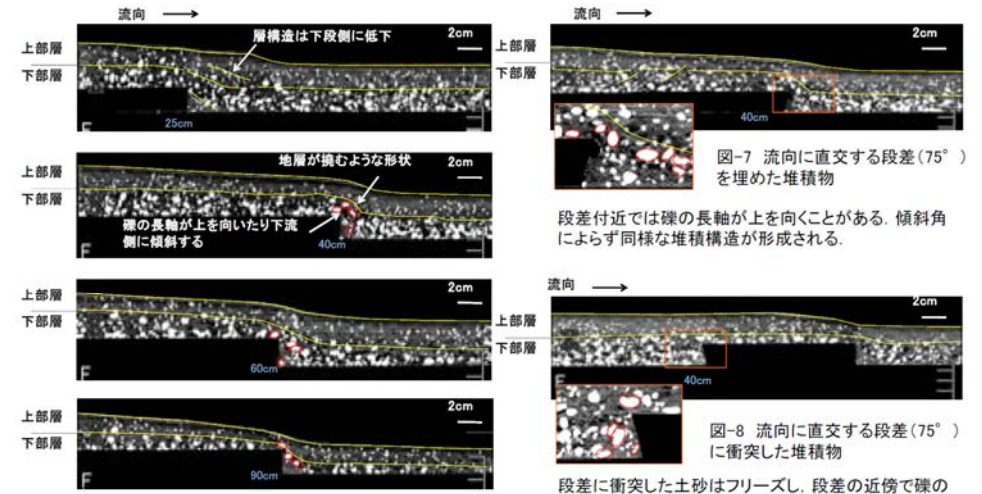 流向
2cm
層構造は下段側に低下
上部層
下部層
25cm
F
2cm
地層が撓むような形状
上部層
下部層
礫の長軸が上を向いたり下流
側に傾斜する
40cm
F
2cm
上部層
下部層
60cm
F
2cm
上部層
下部層
90cm
F
流向
2cm
上部層
下部層
40cm
図-7 流向に直交する段差(75°)
を埋めた堆積物
段差付近では礫の長軸が上を向くことがある. 傾斜角
によらず同様な堆積構造が形成される.
流向
2cm
上部層
下部層
F
40cm
図-8 流向に直交する段差(75°)
に衝突した堆積物
段差に衝突した土砂はフリーズし, 段差の近傍で礫の